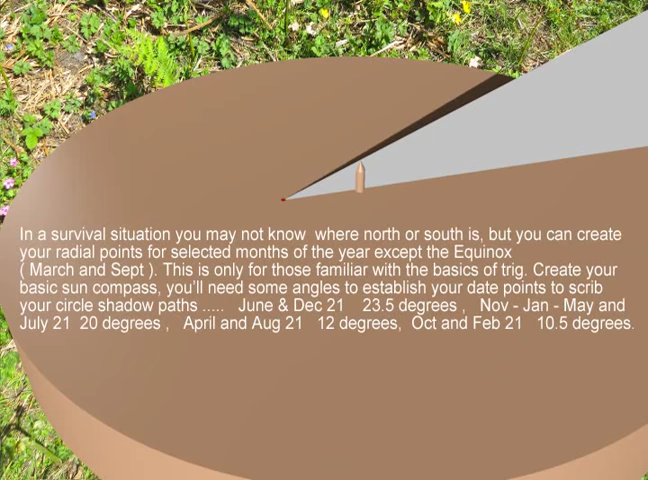 In a survival situation you may not know where north or south is, but you can create
your radial points for selected months of the year except the Equinox
( March and Sept ). This is only for those familiar with the basics of trig. Create your
basic sun compass, you'll need some angles to establish your date points to scrib
your circle shadow paths ..... June & Dec 21 23.5 degrees , Nov - Jan - May and
July 21 20 degrees , April and Aug 21 12 degrees, Oct and Feb 21 10.5 degrees.